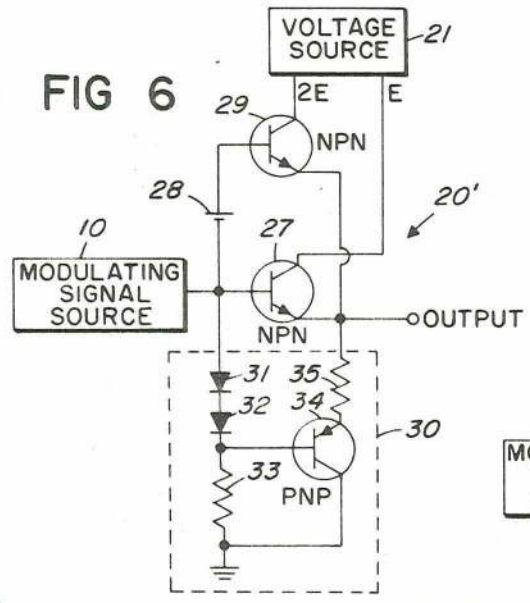 VOLTAGE
SOURCE
21
FIG 6
2E
E
29
NPN
28
20'
10
27
MODULATING
SIGNAL
SOURCE
NPN
OUTPUT
31
35
32
34
30
33
PNP
MO